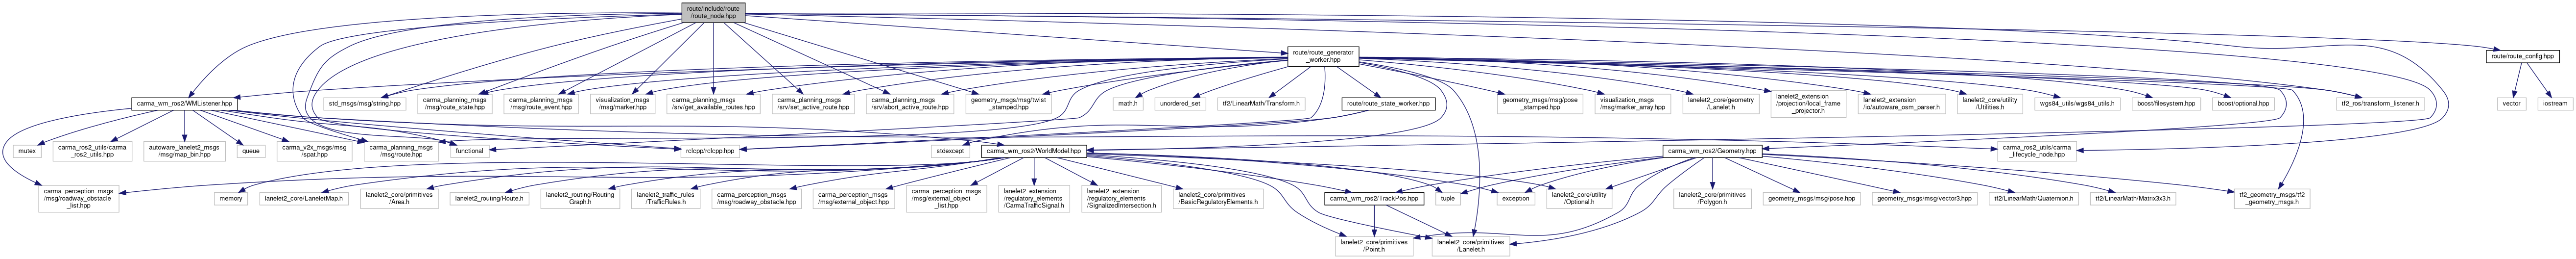 route/include/route
/route_node.hpp
route/route_generator
_worker.hpp
route/route_config.hpp
carma_wm_ros2/WMListener.hpp
std_msgs/msg/string.hpp
carma_planning_msgs
/msg/route_state.hpp
carma_planning_msgs
/msg/route_event.hpp
visualization_msgs
/msg/marker.hpp
carma_planning_msgs
/srv/get_available_routes.hpp
carma_planning_msgs
/srv/set_active_route.hpp
carma_planning_msgs
/srv/abort_active_route.hpp
geometry_msgs/msg/twist
_stamped.hpp
math.h
unordered_set
tf2/LinearMath/Transform.h
route/route_state_worker.hpp
geometry_msgs/msg/pose
_stamped.hpp
visualization_msgs
/msg/marker_array.hpp
lanelet2_core/geometry
/Lanelet.h
lanelet2_extension
/projection/local_frame
_projector.h
lanelet2_extension
/io/autoware_osm_parser.h
lanelet2_core/utility
/Utilities.h
wgs84_utils/wgs84_utils.h
boost/filesystem.hpp
boost/optional.hpp
tf2_ros/transform_listener.h
vector
iostream
mutex
carma_ros2_utils/carma
_ros2_utils.hpp
autoware_lanelet2_msgs
/msg/map_bin.hpp
queue
carma_v2x_msgs/msg
/spat.hpp
carma_planning_msgs
/msg/route.hpp
functional
rclcpp/rclcpp.hpp
stdexcept
carma_wm_ros2/WorldModel.hpp
carma_wm_ros2/Geometry.hpp
carma_ros2_utils/carma
_lifecycle_node.hpp
carma_perception_msgs
/msg/roadway_obstacle
_list.hpp
memory
lanelet2_core/LaneletMap.h
lanelet2_core/primitives
/Area.h
lanelet2_routing/Route.h
lanelet2_routing/Routing
Graph.h
lanelet2_traffic_rules
/TrafficRules.h
carma_perception_msgs
/msg/roadway_obstacle.hpp
carma_perception_msgs
/msg/external_object.hpp
carma_perception_msgs
/msg/external_object
_list.hpp
lanelet2_extension
/regulatory_elements
/CarmaTrafficSignal.h
lanelet2_extension
/regulatory_elements
/SignalizedIntersection.h
lanelet2_core/primitives
/BasicRegulatoryElements.h
carma_wm_ros2/TrackPos.hpp
tuple
exception
lanelet2_core/utility
/Optional.h
lanelet2_core/primitives
/Polygon.h
geometry_msgs/msg/pose.hpp
geometry_msgs/msg/vector3.hpp
tf2/LinearMath/Quaternion.h
tf2/LinearMath/Matrix3x3.h
tf2_geometry_msgs/tf2
_geometry_msgs.h
lanelet2_core/primitives
/Point.h
lanelet2_core/primitives
/Lanelet.h